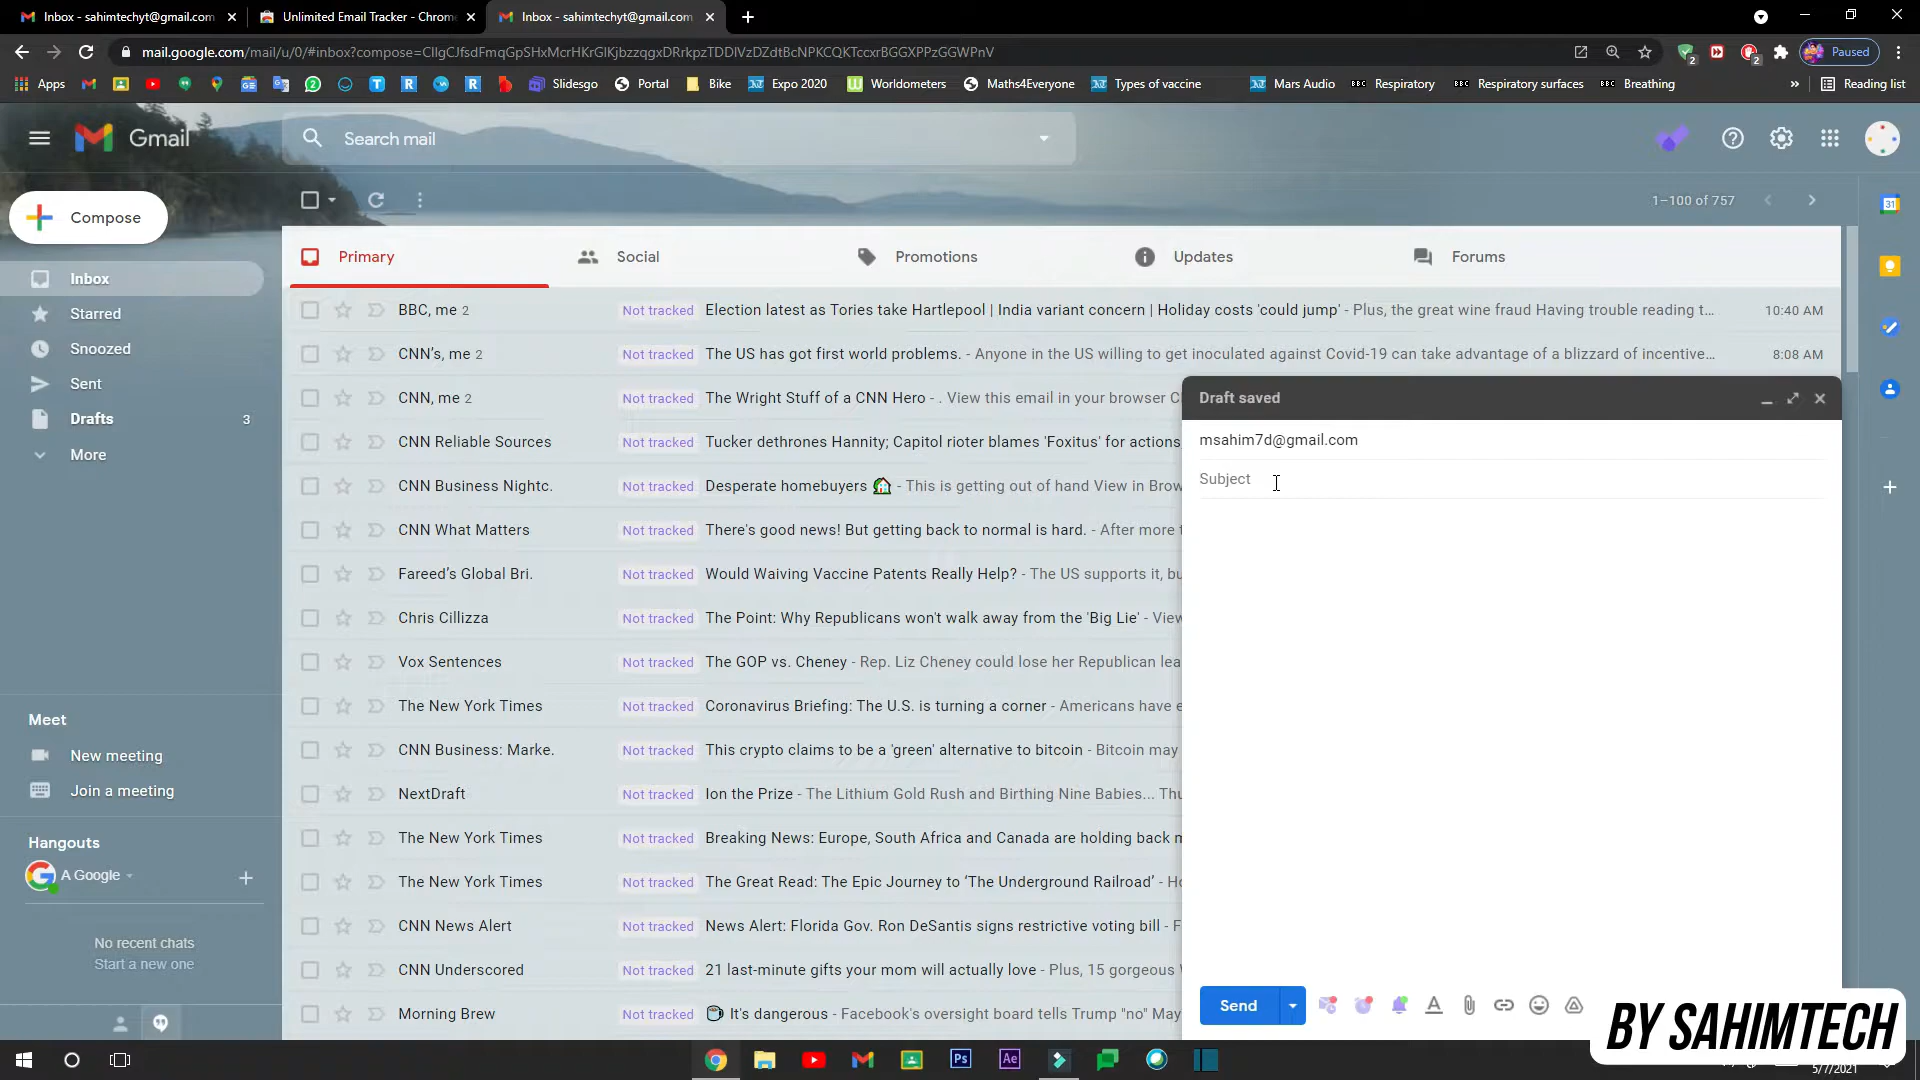 Inbox - sahimtechyt@gmail.com
Unlimited Email Tracker - Chrome
Inbox - sahimtechyt@gmail.com
mail.google.com/mail/u/0/#inbox?compose=CllgCJfsdFmqGpSHxMcrHKrGlKjbzzqgxDRrkpzTDDlVzDZdtBcNPKCQKTccxrBGGXPPzGGWPnV
Paused
Apps
Slidesgo
Portal
Bike
Expo 2020
Worldometers
Maths4Everyone
Types of vaccine
Mars Audio
Respiratory
Respiratory surfaces
Breathing
Reading list
Gmail
Search mail
Compose
1–100 of 757
Primary
Social
Promotions
Updates
Forums
Inbox
Starred
Snoozed
Sent
Drafts 3
More
BBC, me 2 Not tracked Election latest as Tories take Hartlepool | India variant concern | Holiday costs 'could jump' - Plus, the great wine fraud Having trouble reading t... 10:40 AM
CNN's, me 2 Not tracked The US has got first world problems. - Anyone in the US willing to get inoculated against Covid-19 can take advantage of a blizzard of incentive... 8:08 AM
CNN, me 2 Not tracked The Wright Stuff of a CNN Hero - . View this email in your browser C
CNN Reliable Sources Not tracked Tucker dethrones Hannity; Capitol rioter blames 'Foxitus' for actions,
CNN Business Nightc. Not tracked Desperate homebuyers 🏠 - This is getting out of hand View in Brow
CNN What Matters Not tracked There's good news! But getting back to normal is hard. - After more t
Fareed's Global Bri. Not tracked Would Waiving Vaccine Patents Really Help? - The US supports it, bu
Chris Cillizza Not tracked The Point: Why Republicans won't walk away from the 'Big Lie' - View
Vox Sentences Not tracked The GOP vs. Cheney - Rep. Liz Cheney could lose her Republican lea
The New York Times Not tracked Coronavirus Briefing: The U.S. is turning a corner - Americans have e
CNN Business: Marke. Not tracked This crypto claims to be a 'green' alternative to bitcoin - Bitcoin may
NextDraft Not tracked Ion the Prize - The Lithium Gold Rush and Birthing Nine Babies... Thu
The New York Times Not tracked Breaking News: Europe, South Africa and Canada are holding back m
The New York Times Not tracked The Great Read: The Epic Journey to 'The Underground Railroad' - Ho
CNN News Alert Not tracked News Alert: Florida Gov. Ron DeSantis signs restrictive voting bill - F
CNN Underscored Not tracked 21 last-minute gifts your mom will actually love - Plus, 15 gorgeous
Morning Brew Not tracked ☕ It's dangerous - Facebook's oversight board tells Trump "no" May
Draft saved
msahim7d@gmail.com
Subject
Send
Meet
New meeting
Join a meeting
Hangouts
A Google
No recent chats
Start a new one
BY SAHIMTECH
5/7/2021